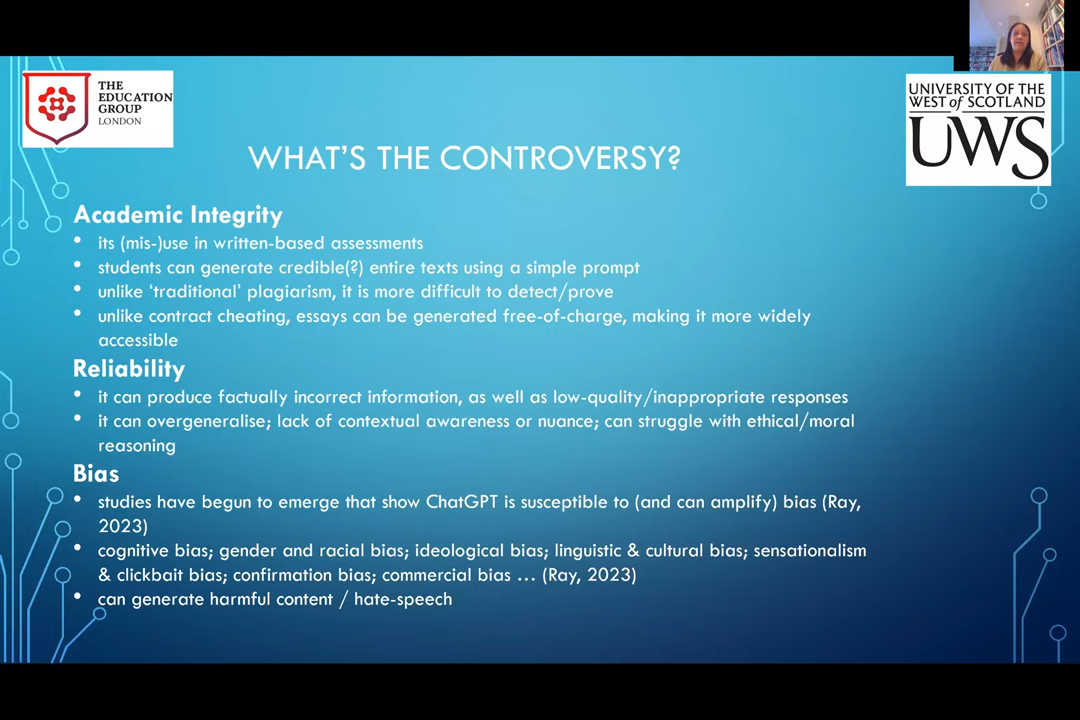 THE
EDUCATION
GROUP
LONDON
UNIVERSITY OF THE
WEST of SCOTLAND
UWS
WHAT'S THE CONTROVERSY?
Academic Integrity
• its (mis-)use in written-based assessments
• students can generate credible(?) entire texts using a simple prompt
• unlike 'traditional' plagiarism, it is more difficult to detect/prove
• unlike contract cheating, essays can be generated free-of-charge, making it more widely
accessible
Reliability
• it can produce factually incorrect information, as well as low-quality/inappropriate responses
• it can overgeneralise; lack of contextual awareness or nuance; can struggle with ethical/moral
reasoning
Bias
• studies have begun to emerge that show ChatGPT is susceptible to (and can amplify) bias (Ray,
2023)
• cognitive bias; gender and racial bias; ideological bias; linguistic & cultural bias; sensationalism
& clickbait bias; confirmation bias; commercial bias … (Ray, 2023)
• can generate harmful content / hate-speech